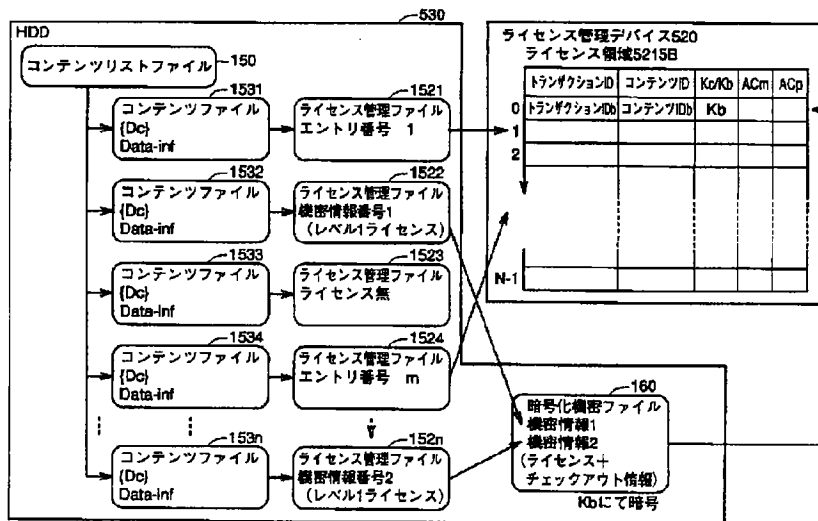 530
HDD
コンテンツリストファイル
150
1531
コンテンツファイル
{Dc}
Data-inf
1521
ライセンス管理ファイル
エントリ番号 1
1532
コンテンツファイル
{Dc}
Data-inf
1522
ライセンス管理ファイル
機密情報番号1
(レベル1ライセンス)
1533
コンテンツファイル
{Dc}
Data-inf
1523
ライセンス管理ファイル
ライセンス無
1534
コンテンツファイル
{Dc}
Data-inf
1524
ライセンス管理ファイル
エントリ番号 m
153n
コンテンツファイル
{Dc}
Data-inf
152n
ライセンス管理ファイル
機密情報番号2
(レベル1ライセンス)
ライセンス管理デバイス520
ライセンス領域5215B
トランザクションID コンテンツID Kc/Kb ACm ACp
0 トランザクションIDb コンテンツIDb Kb
1
2
N-1
160
暗号化機密ファイル
機密情報1
機密情報2
(ライセンス+
チェックアウト情報)
Kbにて暗号